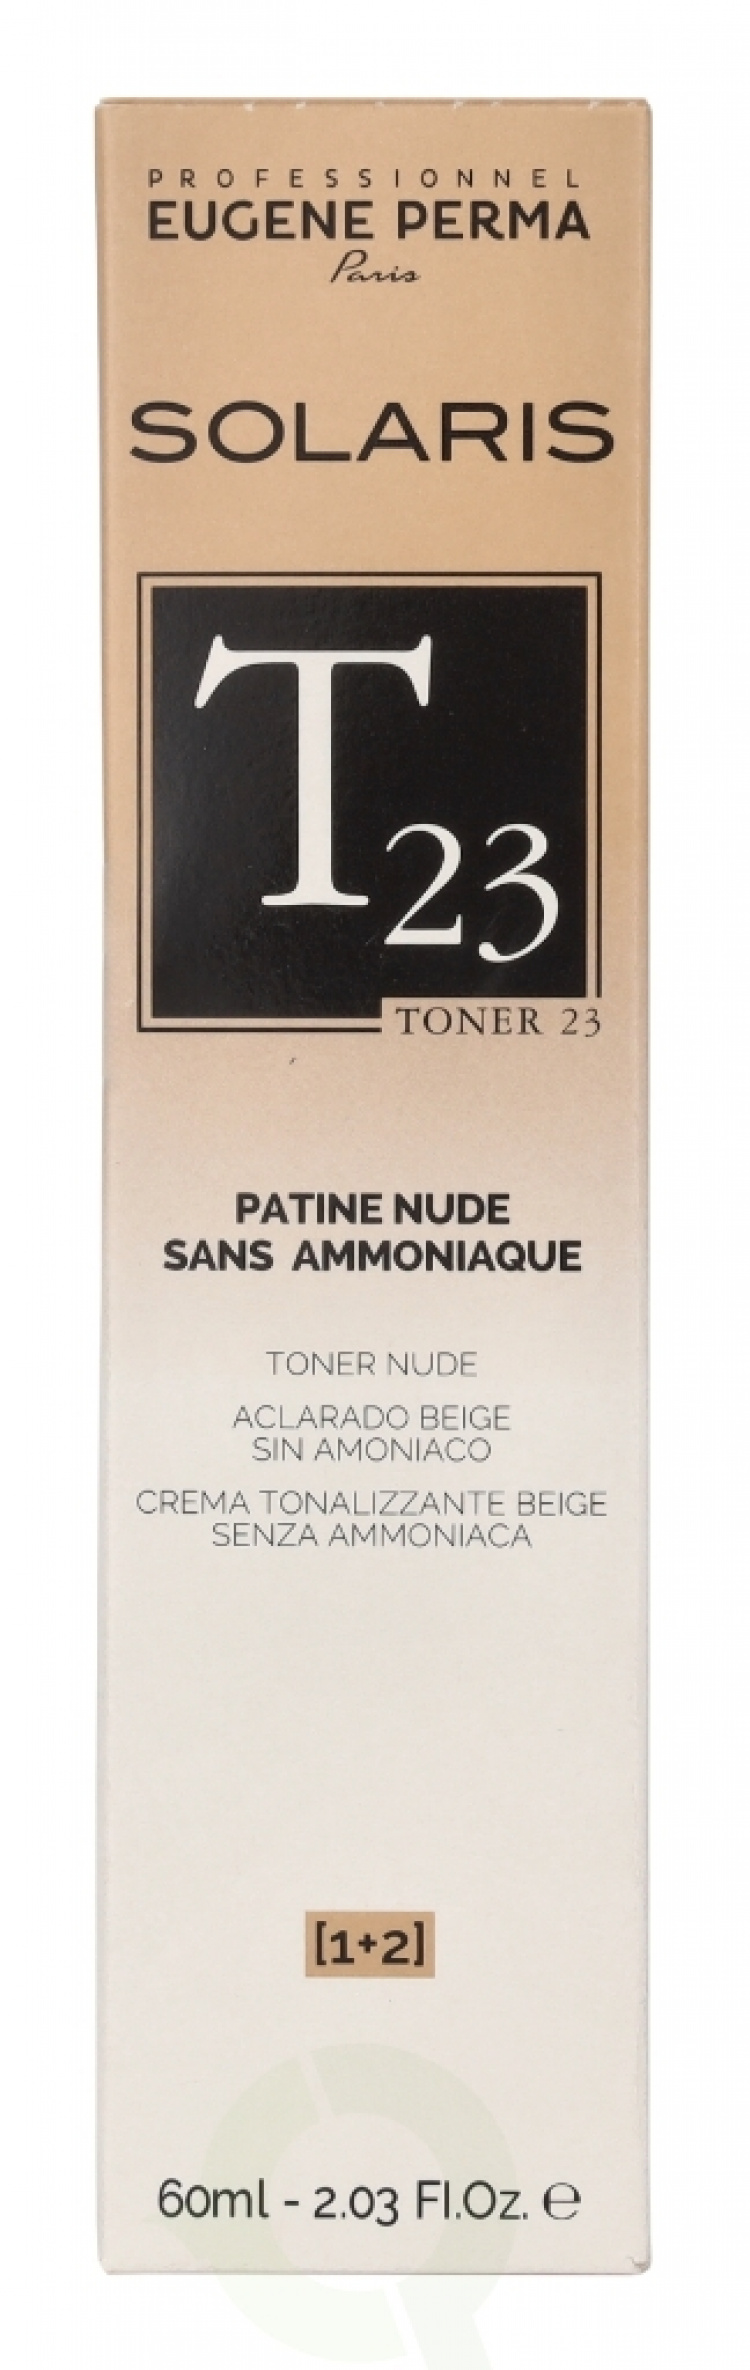 PROFESSIONNEL
EUGENE PERMA
Paris
SOLARIS
T23
TONER 23
PATINE NUDE
SANS AMMONIAQUE
TONER NUDE
ACLARADO BEIGE
SIN AMONIACO
CREMA TONALIZZANTE BEIGE
SENZA AMMONIACA
[1+2]
60ml - 2.03 Fl.Oz. ℮